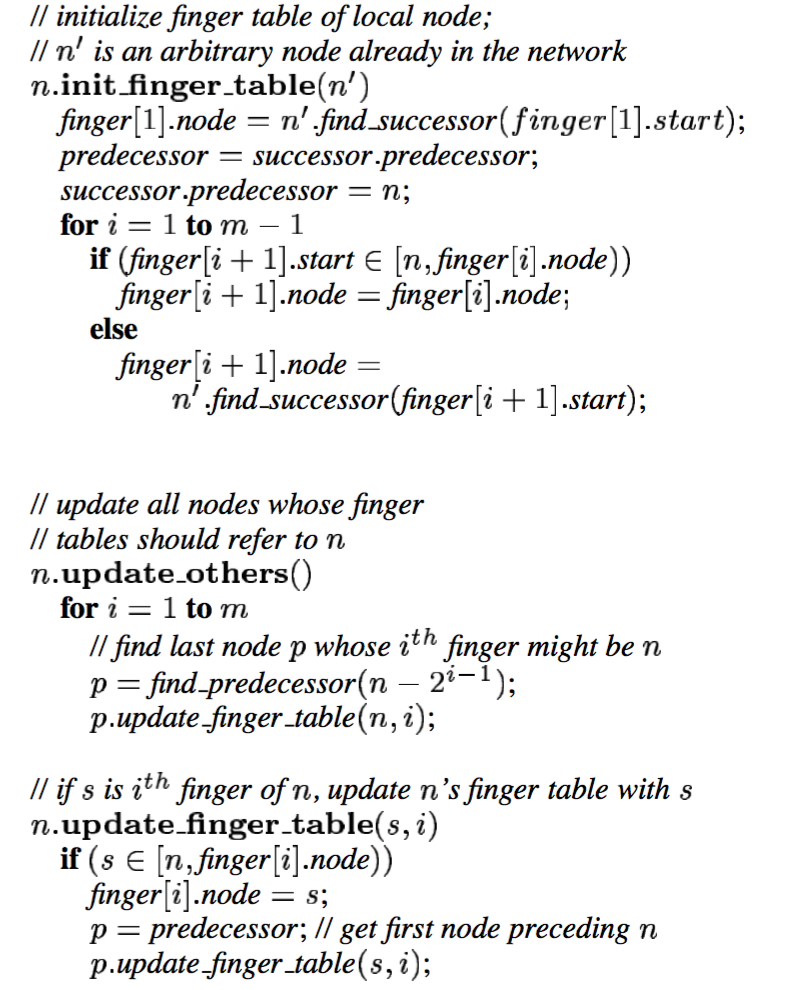 // initialize finger table of local node;
// n′ is an arbitrary node already in the network
n.init_finger_table(n′)
finger[1].node = n′.find_successor(finger[1].start);
predecessor = successor.predecessor;
successor.predecessor = n;
for i = 1 to m − 1
if (finger[i + 1].start ∈ [n, finger[i].node))
finger[i + 1].node = finger[i].node;
else
finger[i + 1].node =
n′.find_successor(finger[i + 1].start);
// update all nodes whose finger
// tables should refer to n
n.update_others()
for i = 1 to m
// find last node p whose i^{th} finger might be n
p = find_predecessor(n − 2^{i−1});
p.update_finger_table(n, i);
// if s is i^{th} finger of n, update n's finger table with s
n.update_finger_table(s, i)
if (s ∈ [n, finger[i].node))
finger[i].node = s;
p = predecessor; // get first node preceding n
p.update_finger_table(s, i);